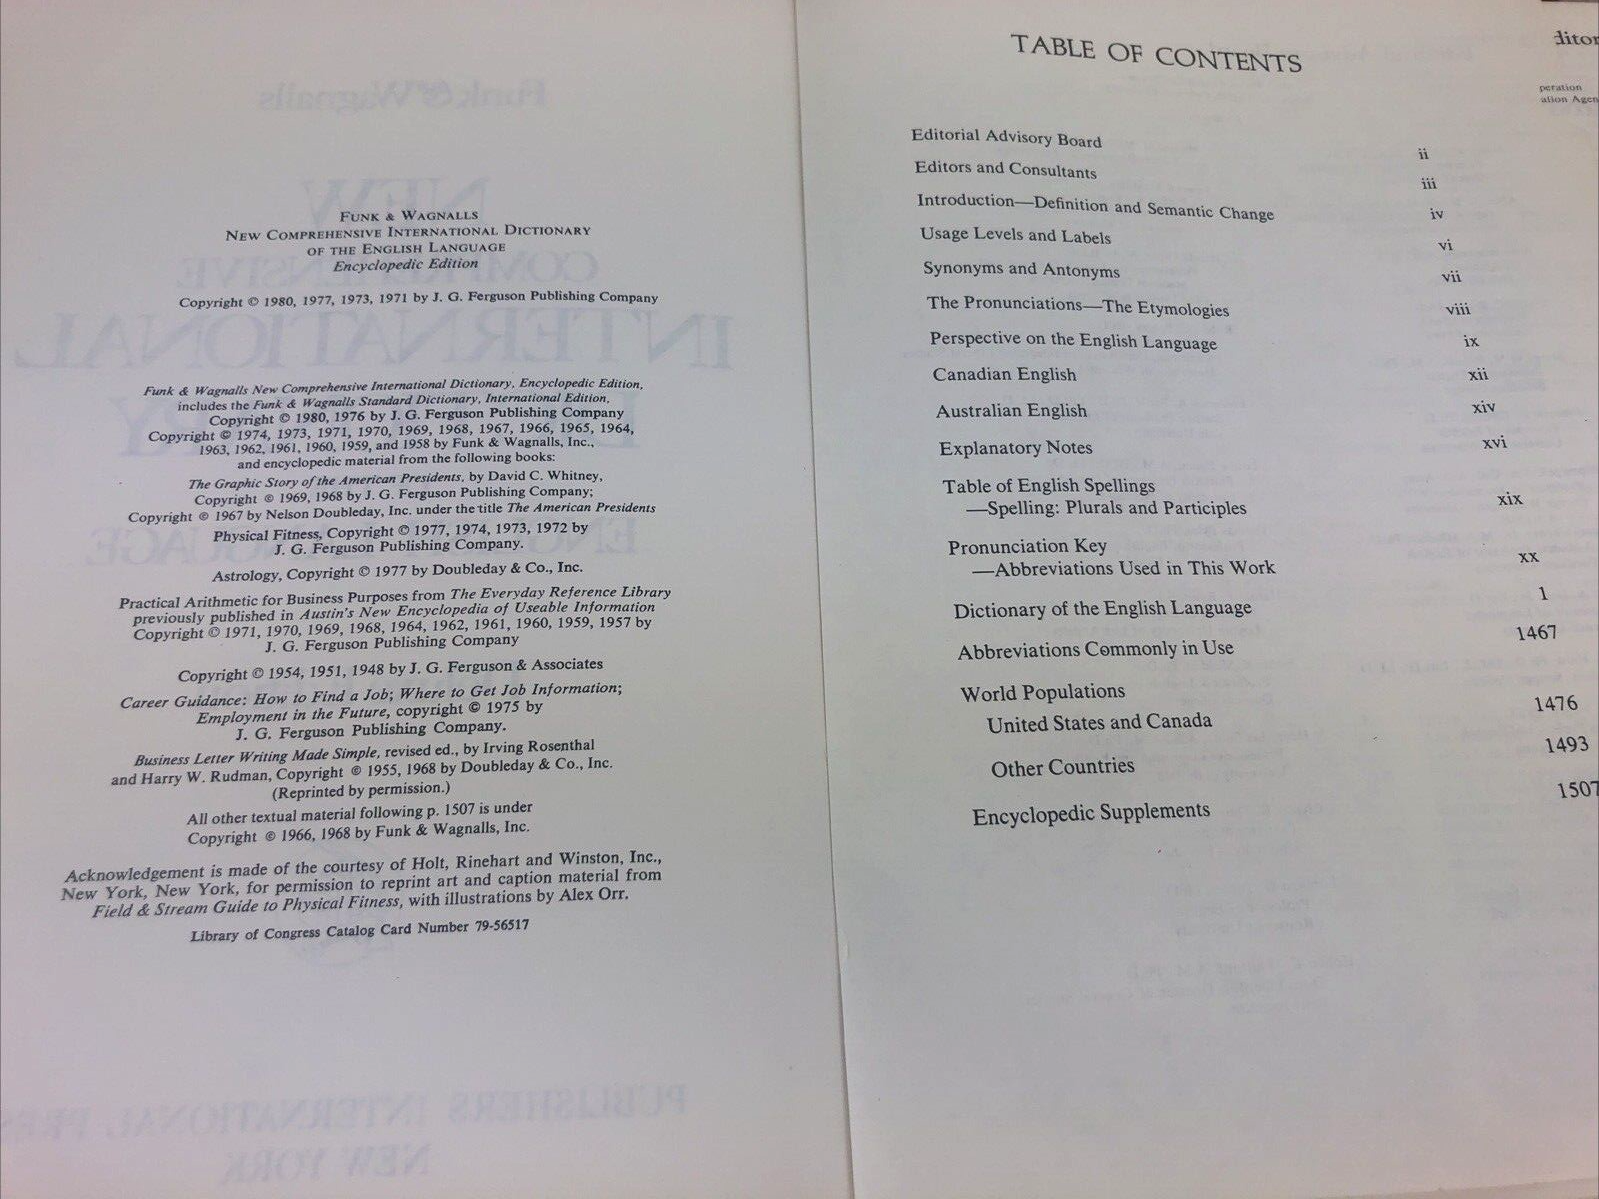 FUNK & WAGNALLS
NEW COMPREHENSIVE INTERNATIONAL DICTIONARY
OF THE ENGLISH LANGUAGE
Encyclopedic Edition
Copyright © 1980, 1977, 1973, 1971 by J. G. Ferguson Publishing Company
Funk & Wagnalls New Comprehensive International Dictionary, Encyclopedic Edition,
includes the Funk & Wagnalls Standard Dictionary, International Edition,
Copyright © 1980, 1976 by J. G. Ferguson Publishing Company
Copyright © 1974, 1973, 1971, 1970, 1969, 1968, 1967, 1966, 1965, 1964,
1963, 1962, 1961, 1960, 1959, and 1958 by Funk & Wagnalls, Inc.,
and encyclopedic material from the following books:
The Graphic Story of the American Presidents, by David C. Whitney,
Copyright © 1969, 1968 by J. G. Ferguson Publishing Company;
Copyright © 1967 by Nelson Doubleday, Inc. under the title The American Presidents
Physical Fitness, Copyright © 1977, 1974, 1973, 1972 by
J. G. Ferguson Publishing Company.
Astrology, Copyright © 1977 by Doubleday & Co., Inc.
Practical Arithmetic for Business Purposes from The Everyday Reference Library
previously published in Austin's New Encyclopedia of Useable Information
Copyright © 1971, 1970, 1969, 1968, 1964, 1962, 1961, 1960, 1959, 1957 by
J. G. Ferguson Publishing Company
Copyright © 1954, 1951, 1948 by J. G. Ferguson & Associates
Career Guidance: How to Find a Job; Where to Get Job Information;
Employment in the Future, copyright © 1975 by
J. G. Ferguson Publishing Company.
Business Letter Writing Made Simple, revised ed., by Irving Rosenthal
and Harry W. Rudman, Copyright © 1955, 1968 by Doubleday & Co., Inc.
(Reprinted by permission.)
All other textual material following p. 1507 is under
Copyright © 1966, 1968 by Funk & Wagnalls, Inc.
Acknowledgement is made of the courtesy of Holt, Rinehart and Winston, Inc.,
New York, New York, for permission to reprint art and caption material from
Field & Stream Guide to Physical Fitness, with illustrations by Alex Orr.
Library of Congress Catalog Card Number 79-56517
TABLE OF CONTENTS
Editorial Advisory Board ii
Editors and Consultants iii
Introduction—Definition and Semantic Change iv
Usage Levels and Labels vi
Synonyms and Antonyms vii
The Pronunciations—The Etymologies viii
Perspective on the English Language ix
Canadian English xii
Australian English xiv
Explanatory Notes xvi
Table of English Spellings
—Spelling: Plurals and Participles xix
Pronunciation Key
—Abbreviations Used in This Work xx
Dictionary of the English Language 1
Abbreviations Commonly in Use 1467
World Populations
United States and Canada 1476
Other Countries 1493
Encyclopedic Supplements 1507